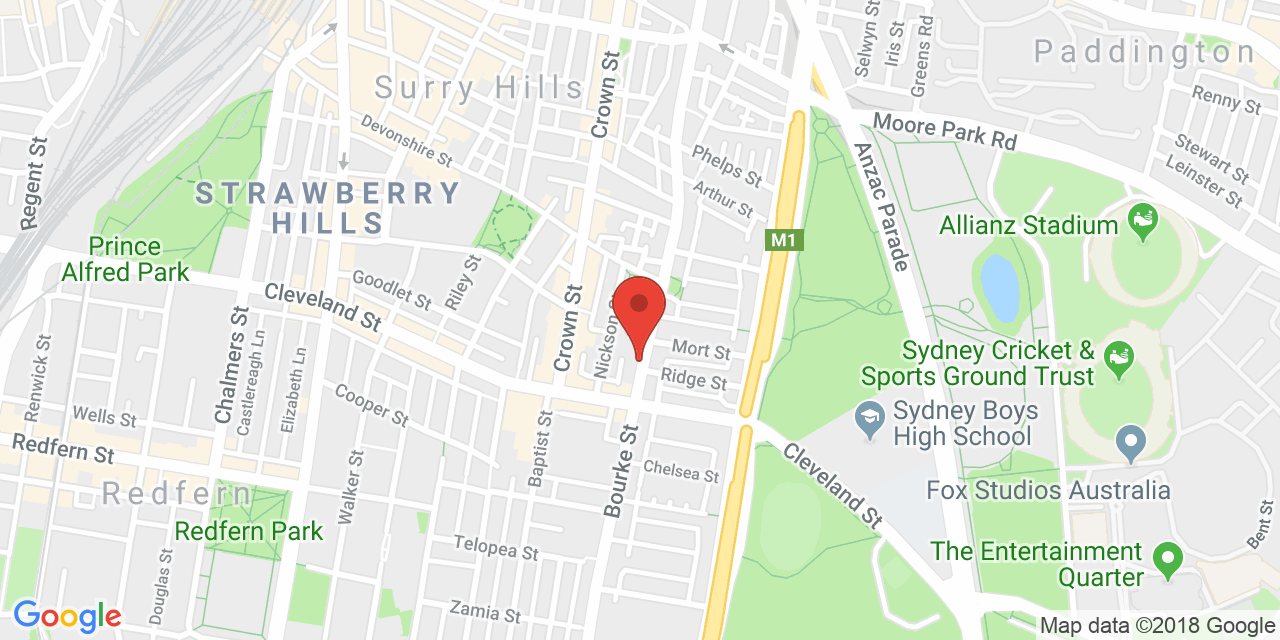 Selwyn St
Iris St
Greens Rd
Paddington
Surry Hills
Crown St
Renny St
Moore Park Rd
Devonshire St
Phelps St
Anzac Parade
Stewart St
Leinster St
Regent St
STRAWBERRY
HILLS
Arthur St
Allianz Stadium
M1
Prince
Alfred Park
Goodlet St
Riley St
Cleveland St
Crown St
Nickson
Chalmers St
Castlereagh Ln
Elizabeth Ln
Renwick St
Mort St
Ridge St
Sydney Cricket &
Sports Ground Trust
Sydney Boys
High School
Cooper St
Wells St
Redfern St
Baptist St
Bourke St
Chelsea St
Cleveland St
Walker St
Redfern
Redfern Park
Fox Studios Australia
Bent St
Telopea St
The Entertainment
Quarter
Douglas St
Zamia St
Google
Map data ©2018 Google